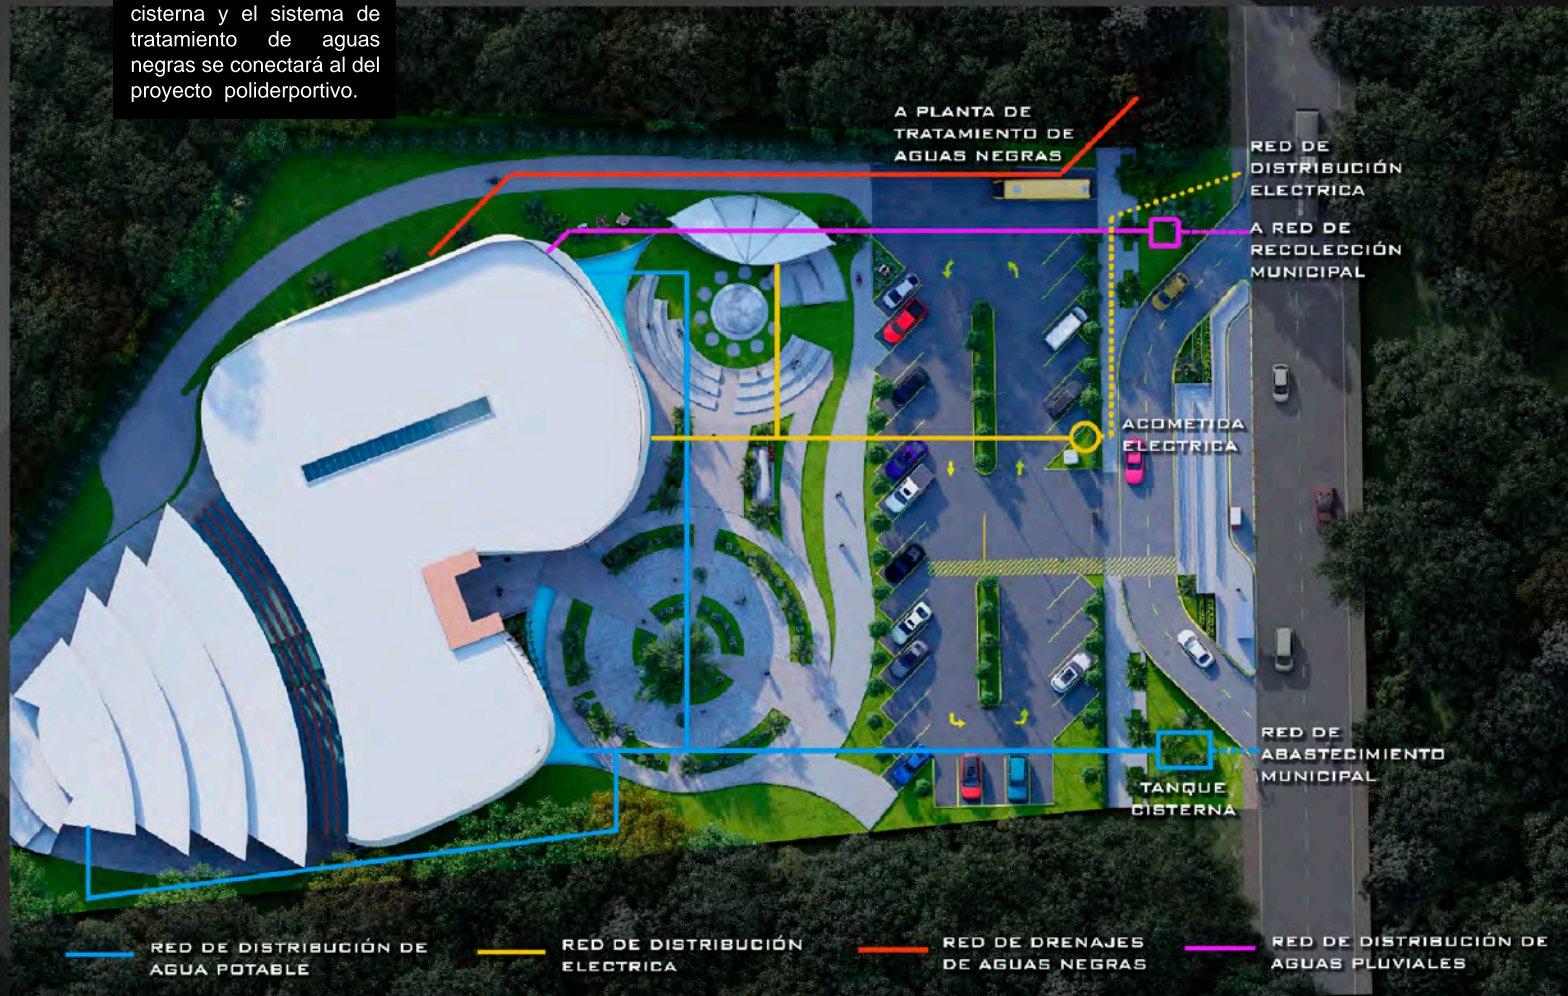 cisterna y el sistema de
tratamiento de aguas
negras se conectará al del
proyecto poliderportivo.
A PLANTA DE
TRATAMIENTO DE
AGUAS NEGRAS
RED DE
DISTRIBUCIÓN
ELECTRICA
A RED DE
RECOLECCIÓN
MUNICIPAL
ACOMETIDA
ELECTRICA
RED DE
ABASTECIMIENTO
MUNICIPAL
TANQUE
CISTERNA
RED DE DISTRIBUCIÓN DE
AGUA POTABLE
RED DE DISTRIBUCIÓN
ELECTRICA
RED DE DRENAJES
DE AGUAS NEGRAS
RED DE DISTRIBUCIÓN DE
AGUAS PLUVIALES